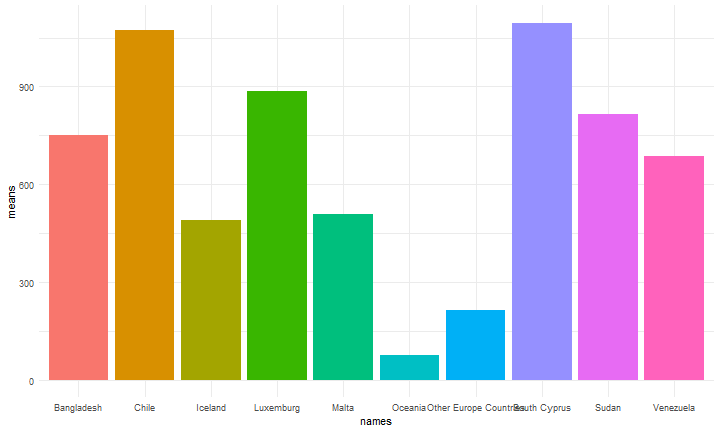 means
900
600
300
0
Bangladesh Chile Iceland Luxemburg Malta Oceania Other Europe Countries South Cyprus Sudan Venezuela
names